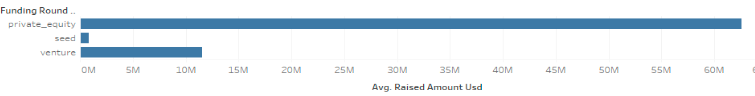 Funding Round ..
private_equity
seed
venture
0M 5M 10M 15M 20M 25M 30M 35M 40M 45M 50M 55M 60M
Avg. Raised Amount Usd